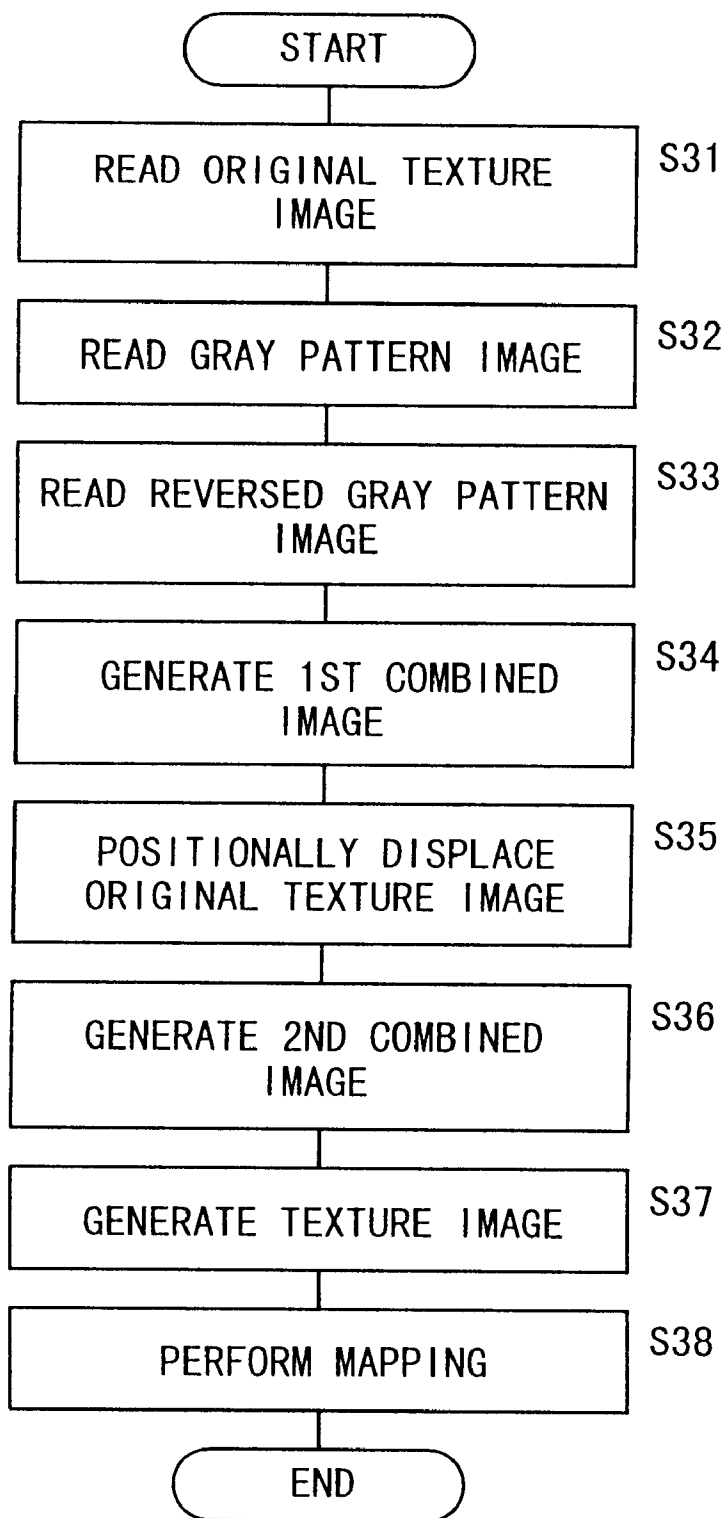 START
READ ORIGINAL TEXTURE
IMAGE
S31
READ GRAY PATTERN IMAGE
S32
READ REVERSED GRAY PATTERN
IMAGE
S33
GENERATE 1ST COMBINED
IMAGE
S34
POSITIONALLY DISPLACE
ORIGINAL TEXTURE IMAGE
S35
GENERATE 2ND COMBINED
IMAGE
S36
GENERATE TEXTURE IMAGE
S37
PERFORM MAPPING
S38
END